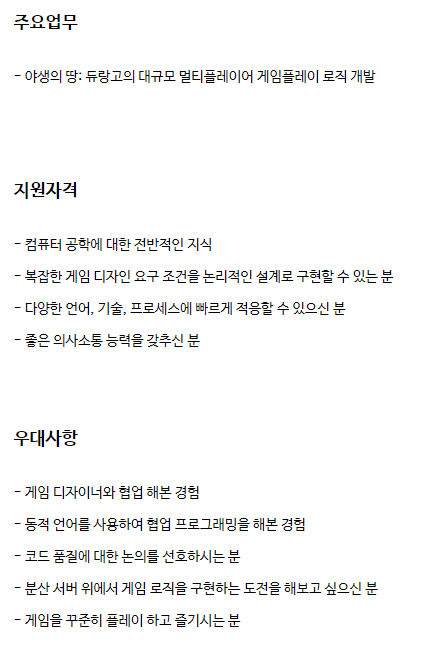 주요업무
- 야생의 땅: 듀랑고의 대규모 멀티플레이어 게임플레이 로직 개발
지원자격
- 컴퓨터 공학에 대한 전반적인 지식
- 복잡한 게임 디자인 요구 조건을 논리적인 설계로 구현할 수 있는 분
- 다양한 언어, 기술, 프로세스에 빠르게 적응할 수 있으신 분
- 좋은 의사소통 능력을 갖추신 분
우대사항
- 게임 디자이너와 협업 해본 경험
- 동적 언어를 사용하여 협업 프로그래밍을 해본 경험
- 코드 품질에 대한 논의를 선호하시는 분
- 분산 서버 위에서 게임 로직을 구현하는 도전을 해보고 싶으신 분
- 게임을 꾸준히 플레이 하고 즐기시는 분